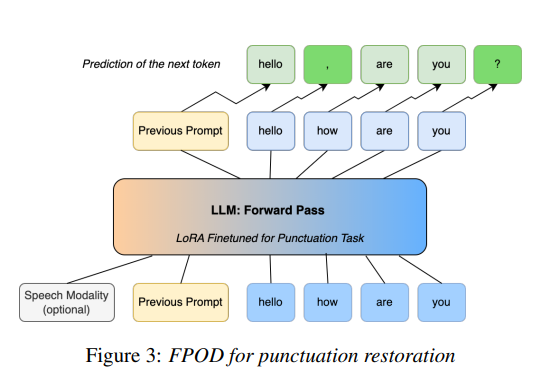 Prediction of the next token
hello
,
are
you
?
Previous Prompt
hello
how
are
you
LLM: Forward Pass
LoRA Finetuned for Punctuation Task
Speech Modality
(optional)
Previous Prompt
hello
how
are
you
Figure 3: FPOD for punctuation restoration